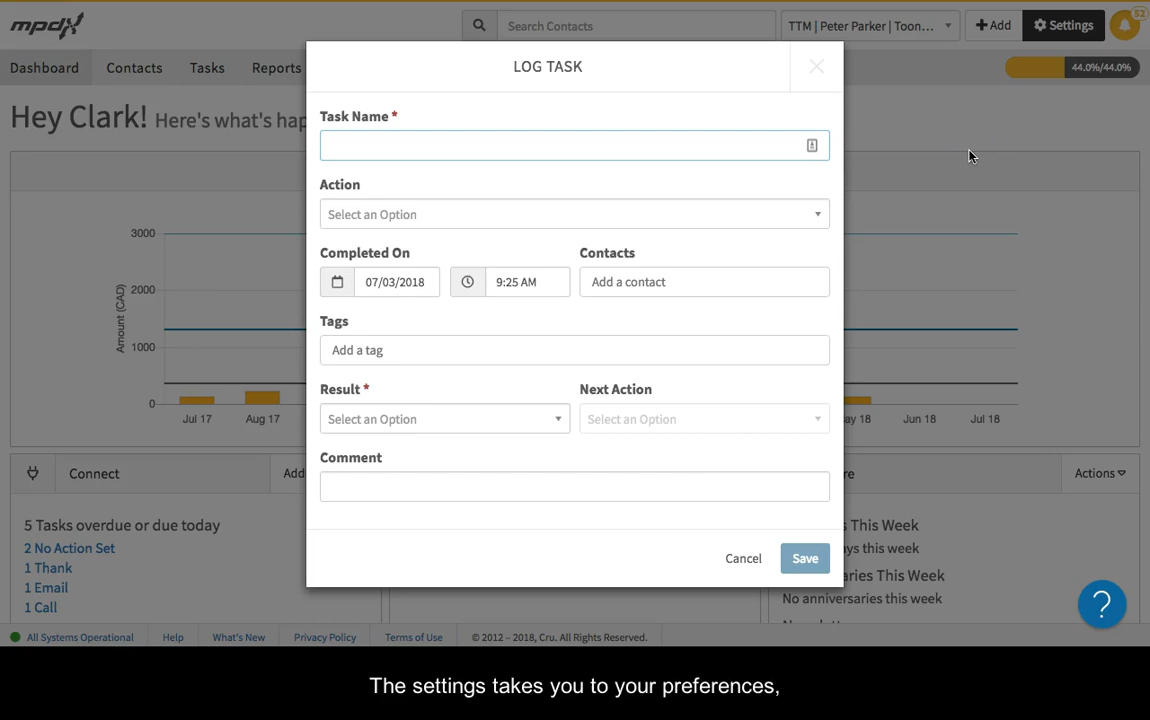 mpdx
Search Contacts
TTM | Peter Parker | Toon...
+Add
Settings
52
Dashboard
Contacts
Tasks
Reports
44.0%/44.0%
Hey Clark! Here's what's hap
LOG TASK
Task Name *
Action
Select an Option
Completed On
Contacts
07/03/2018
9:25 AM
Add a contact
Tags
Add a tag
Result *
Next Action
Select an Option
Select an Option
Comment
Cancel
Save
Amount (CAD)
3000
2000
1000
0
Jul 17
Aug 17
ay 18
Jun 18
Jul 18
Connect
Add
re
Actions
5 Tasks overdue or due today
2 No Action Set
1 Thank
1 Email
1 Call
s This Week
ys this week
aries This Week
No anniversaries this week
?
All Systems Operational
Help
What's New
Privacy Policy
Terms of Use
© 2012 – 2018, Cru. All Rights Reserved.
The settings takes you to your preferences,